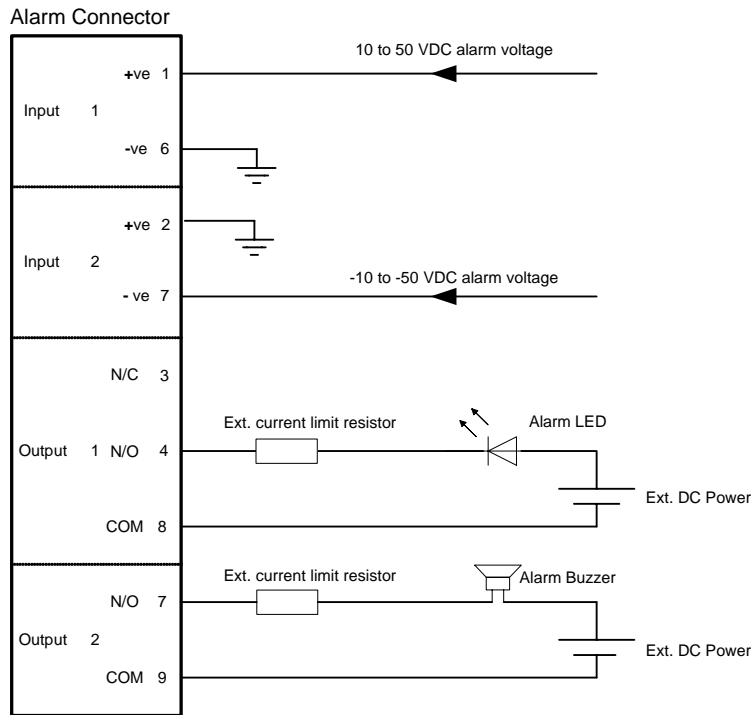 Alarm Connector
10 to 50 VDC alarm voltage
+ve 1
Input 1
-ve 6
+ve 2
Input 2
-10 to -50 VDC alarm voltage
- ve 7
N/C 3
Ext. current limit resistor
Alarm LED
Output 1 N/O 4
Ext. DC Power
COM 8
Ext. current limit resistor
Alarm Buzzer
N/O 7
Output 2
Ext. DC Power
COM 9